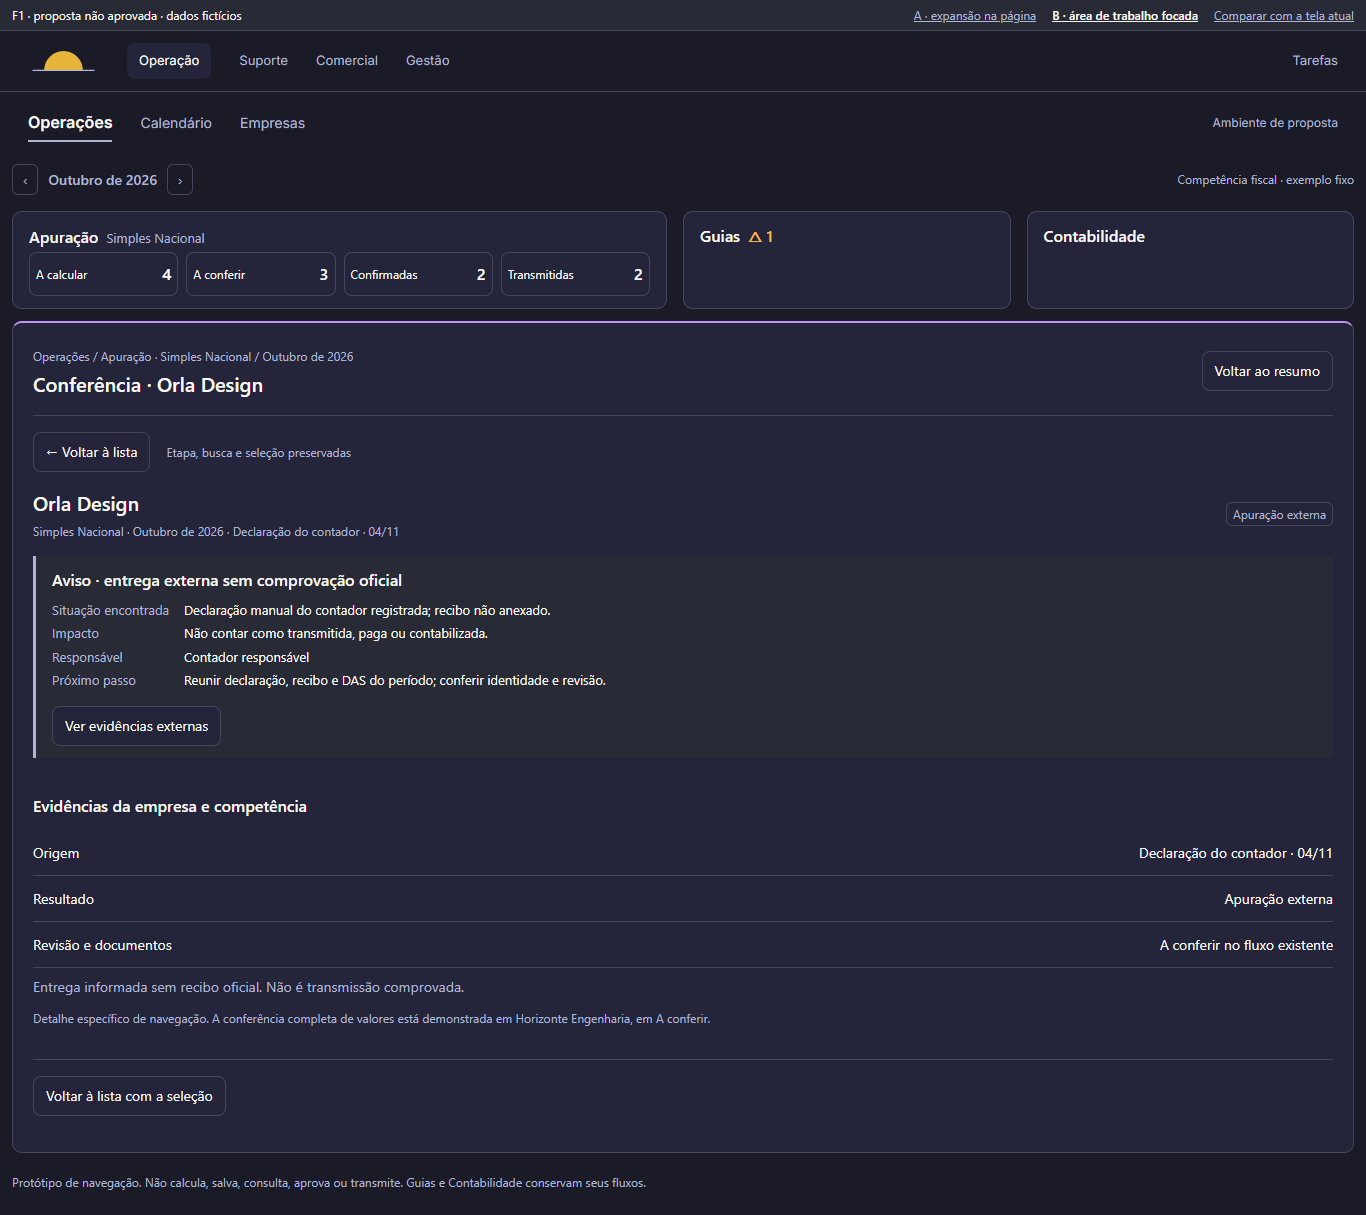 F1 · proposta não aprovada · dados fictícios
A · expansão na página
B · área de trabalho focada
Comparar com a tela atual
Operação
Suporte
Comercial
Gestão
Tarefas
Operações
Calendário
Empresas
Ambiente de proposta
‹ Outubro de 2026 ›
Competência fiscal · exemplo fixo
Apuração Simples Nacional
A calcular 4
A conferir 3
Confirmadas 2
Transmitidas 2
Guias △ 1
Contabilidade
Operações / Apuração · Simples Nacional / Outubro de 2026
Conferência · Orla Design
Voltar ao resumo
← Voltar à lista
Etapa, busca e seleção preservadas
Orla Design
Simples Nacional · Outubro de 2026 · Declaração do contador · 04/11
Apuração externa
Aviso · entrega externa sem comprovação oficial
Situação encontrada Declaração manual do contador registrada; recibo não anexado.
Impacto Não contar como transmitida, paga ou contabilizada.
Responsável Contador responsável
Próximo passo Reunir declaração, recibo e DAS do período; conferir identidade e revisão.
Ver evidências externas
Evidências da empresa e competência
Origem Declaração do contador · 04/11
Resultado Apuração externa
Revisão e documentos A conferir no fluxo existente
Entrega informada sem recibo oficial. Não é transmissão comprovada.
Detalhe específico de navegação. A conferência completa de valores está demonstrada em Horizonte Engenharia, em A conferir.
Voltar à lista com a seleção
Protótipo de navegação. Não calcula, salva, consulta, aprova ou transmite. Guias e Contabilidade conservam seus fluxos.